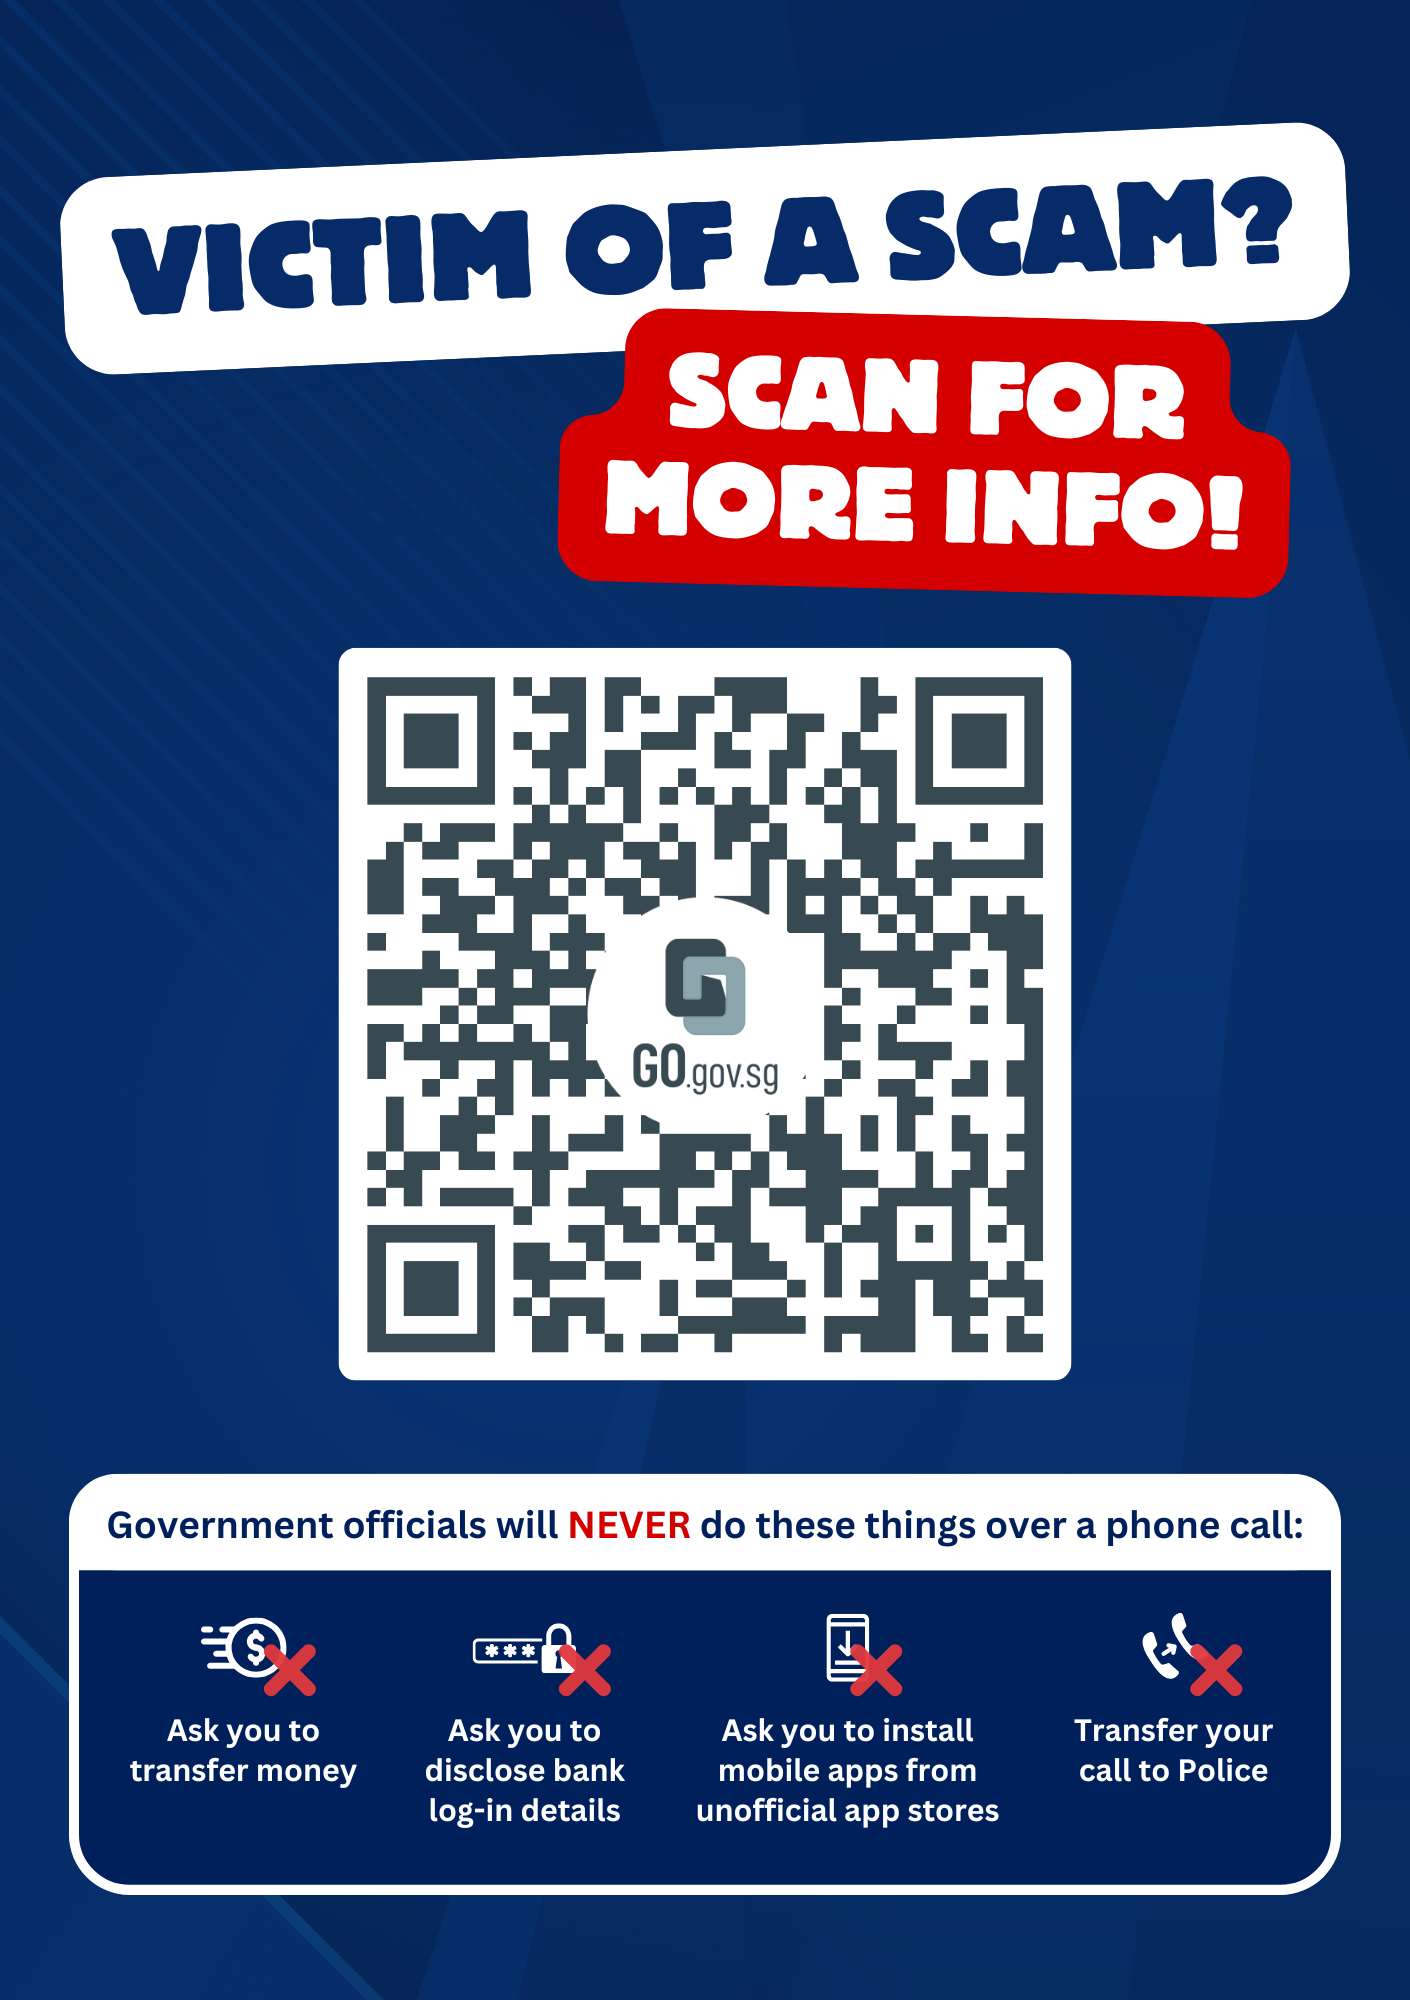 VICTIM OF A SCAM?
SCAN FOR
MORE INFO!
GO.gov.sg
Government officials will NEVER do these things over a phone call:
$
***
Ask you to
transfer money
Ask you to
disclose bank
log-in details
Ask you to install
mobile apps from
unofficial app stores
Transfer your
call to Police